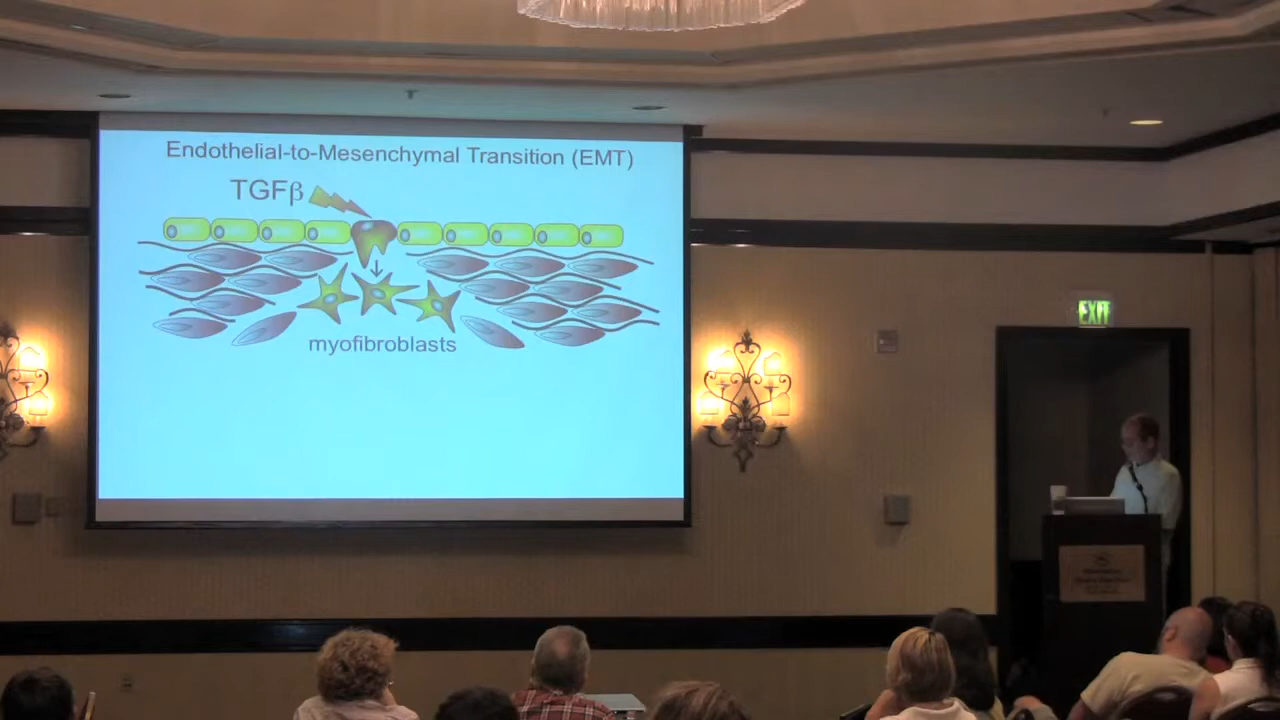 Endothelial-to-Mesenchymal Transition (EMT)
TGFβ
myofibroblasts
EXIT